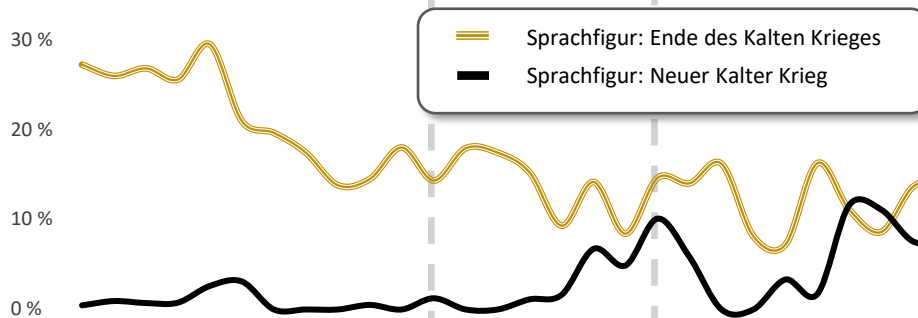 30 %
Sprachfigur: Ende des Kalten Krieges
Sprachfigur: Neuer Kalter Krieg
20 %
10 %
0 %